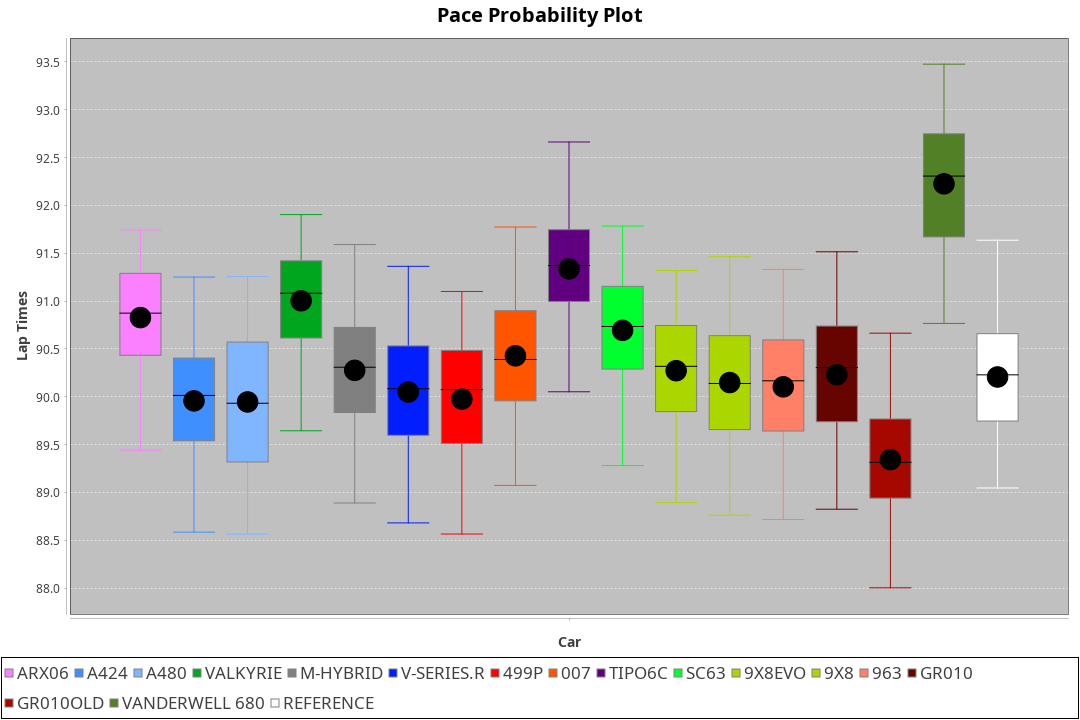 Pace Probability Plot
93.5
93.0
92.5
92.0
91.5
91.0
90.5
90.0
89.5
89.0
88.5
88.0
Lap Times
Car
ARX06 A424 A480 VALKYRIE M-HYBRID V-SERIES.R 499P 007 TIPO6C SC63 9X8EVO 9X8 963 GR010
GR010OLD VANDERWELL 680 REFERENCE